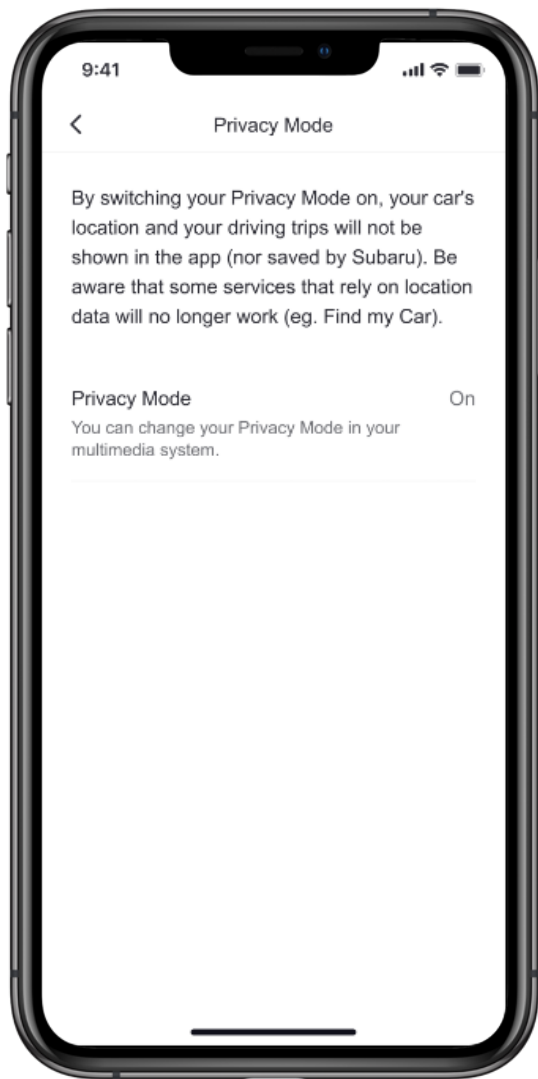 9:41
Privacy Mode
By switching your Privacy Mode on, your car's
location and your driving trips will not be
shown in the app (nor saved by Subaru). Be
aware that some services that rely on location
data will no longer work (eg. Find my Car).
Privacy Mode On
You can change your Privacy Mode in your
multimedia system.